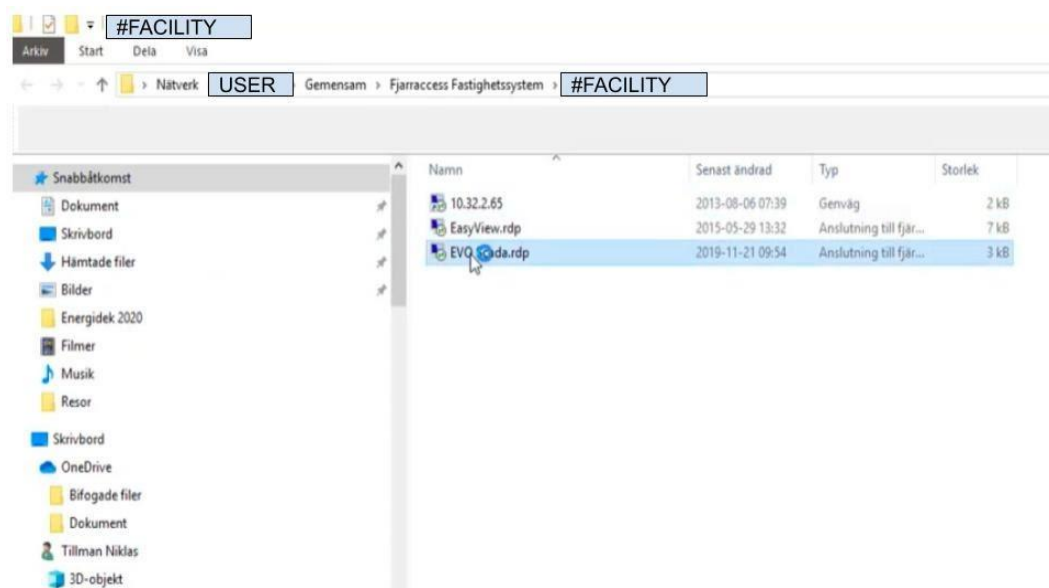 #FACILITY
Arkiv Start Dela Visa
Nätverk USER Gemensam › Fjarraccess Fastighetssystem › #FACILITY
Namn Senast ändrad Typ Storlek
Snabbåtkomst
Dokument 10.32.2.65 2013-08-06 07:39 Genväg 2 kB
Skrivbord EasyView.rdp 2015-05-29 13:32 Anslutning till fjär... 7 kB
Hämtade filer EVO da.rdp 2019-11-21 09:54 Anslutning till fjär... 3 kB
Bilder
Energidek 2020
Filmer
Musik
Resor
Skrivbord
OneDrive
Bifogade filer
Dokument
Tillman Niklas
3D-objekt